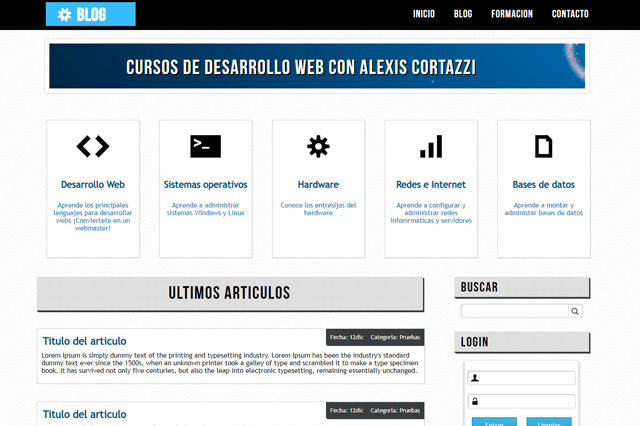 BLOG
INICIO BLOG FORMACION CONTACTO
CURSOS DE DESARROLLO WEB CON ALEXIS CORTAZZI
Desarrollo Web
Aprende los principales
lenguajes para desarrollar
webs ¡Conviertete en un
webmaster!
Sistemas operativos
Aprende a administrar
sistemas Windows y Linux
Hardware
Conoce los entresijos del
hardware
Redes e Internet
Aprende a configurar y
administrar redes
infomrmaticas y servidores
Bases de datos
Aprende a montar y
administar bases de datos
ULTIMOS ARTICULOS
Fecha: 12dic Categoria: Pruebas
Titulo del articulo
Lorem Ipsum is simply dummy text of the printing and typesetting industry. Lorem Ipsum has been the industry's standard
dummy text ever since the 1500s, when an unknown printer took a galley of type and scrambled it to make a type specimen
book. It has survived not only five centuries, but also the leap into electronic typesetting, remaining essentially unchanged.
Fecha: 12dic Categoria: Pruebas
Titulo del articulo
BUSCAR
LOGIN
Entrar Limpiar